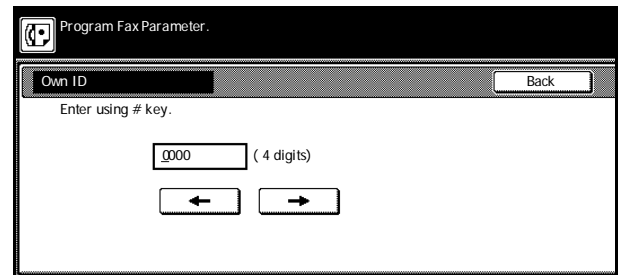 Program Fax Parameter.
Own ID Back
Enter using # key.
0000 ( 4 digits)